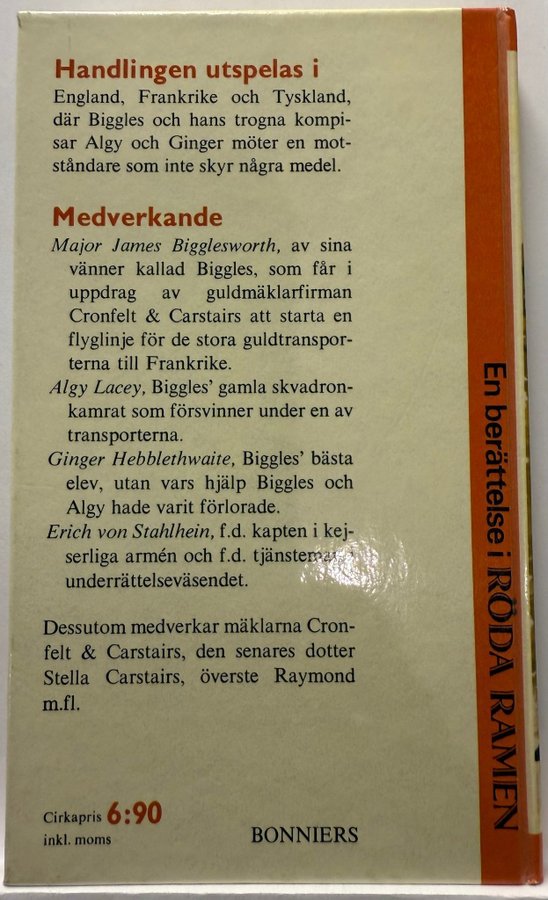 Handlingen utspelas i
England, Frankrike och Tyskland,
där Biggles och hans trogna kompi-
sar Algy och Ginger möter en mot-
ståndare som inte skyr några medel.
Medverkande
Major James Bigglesworth, av sina
vänner kallad Biggles, som får i
uppdrag av guldmäklarfirman
Cronfelt & Carstairs att starta en
flyglinje för de stora guldtranspor-
terna till Frankrike.
Algy Lacey, Biggles' gamla skvadron-
kamrat som försvinner under en av
transporterna.
Ginger Hebblethwaite, Biggles' bästa
elev, utan vars hjälp Biggles och
Algy hade varit förlorade.
Erich von Stahlhein, f.d. kapten i kej-
serliga armén och f.d. tjänsteman i
underrättelseväsendet.
Dessutom medverkar mäklarna Cron-
felt & Carstairs, den senares dotter
Stella Carstairs, överste Raymond
m.fl.
Cirkapris 6:90
inkl. moms
BONNIERS
En berättelse i RÖDA RAMEN